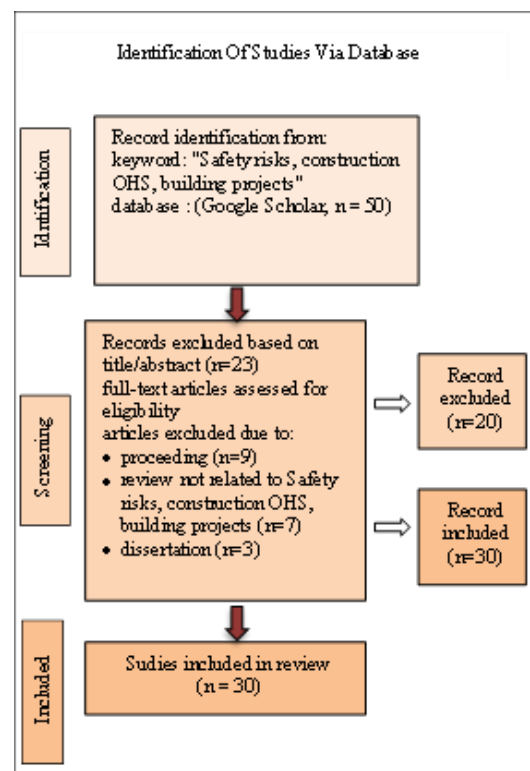 Identification Of Studies Via Database
Idntification
Record identification from:
keyword: "Safety risks, construction
OHS, building projects"
database : (Google Scholar, n = 50)
Screening
Records excluded based on
title/abstract (n=23)
full-text articles assessed for
eligibility
articles excluded due to:
• proceeding (n=9)
• review not related to Safety
risks, construction OHS,
building projects (n=7)
• dissertation (n=3)
Record
excluded
(n=20)
Record
included
(n=30)
Included
Sudies included in review
(n = 30)